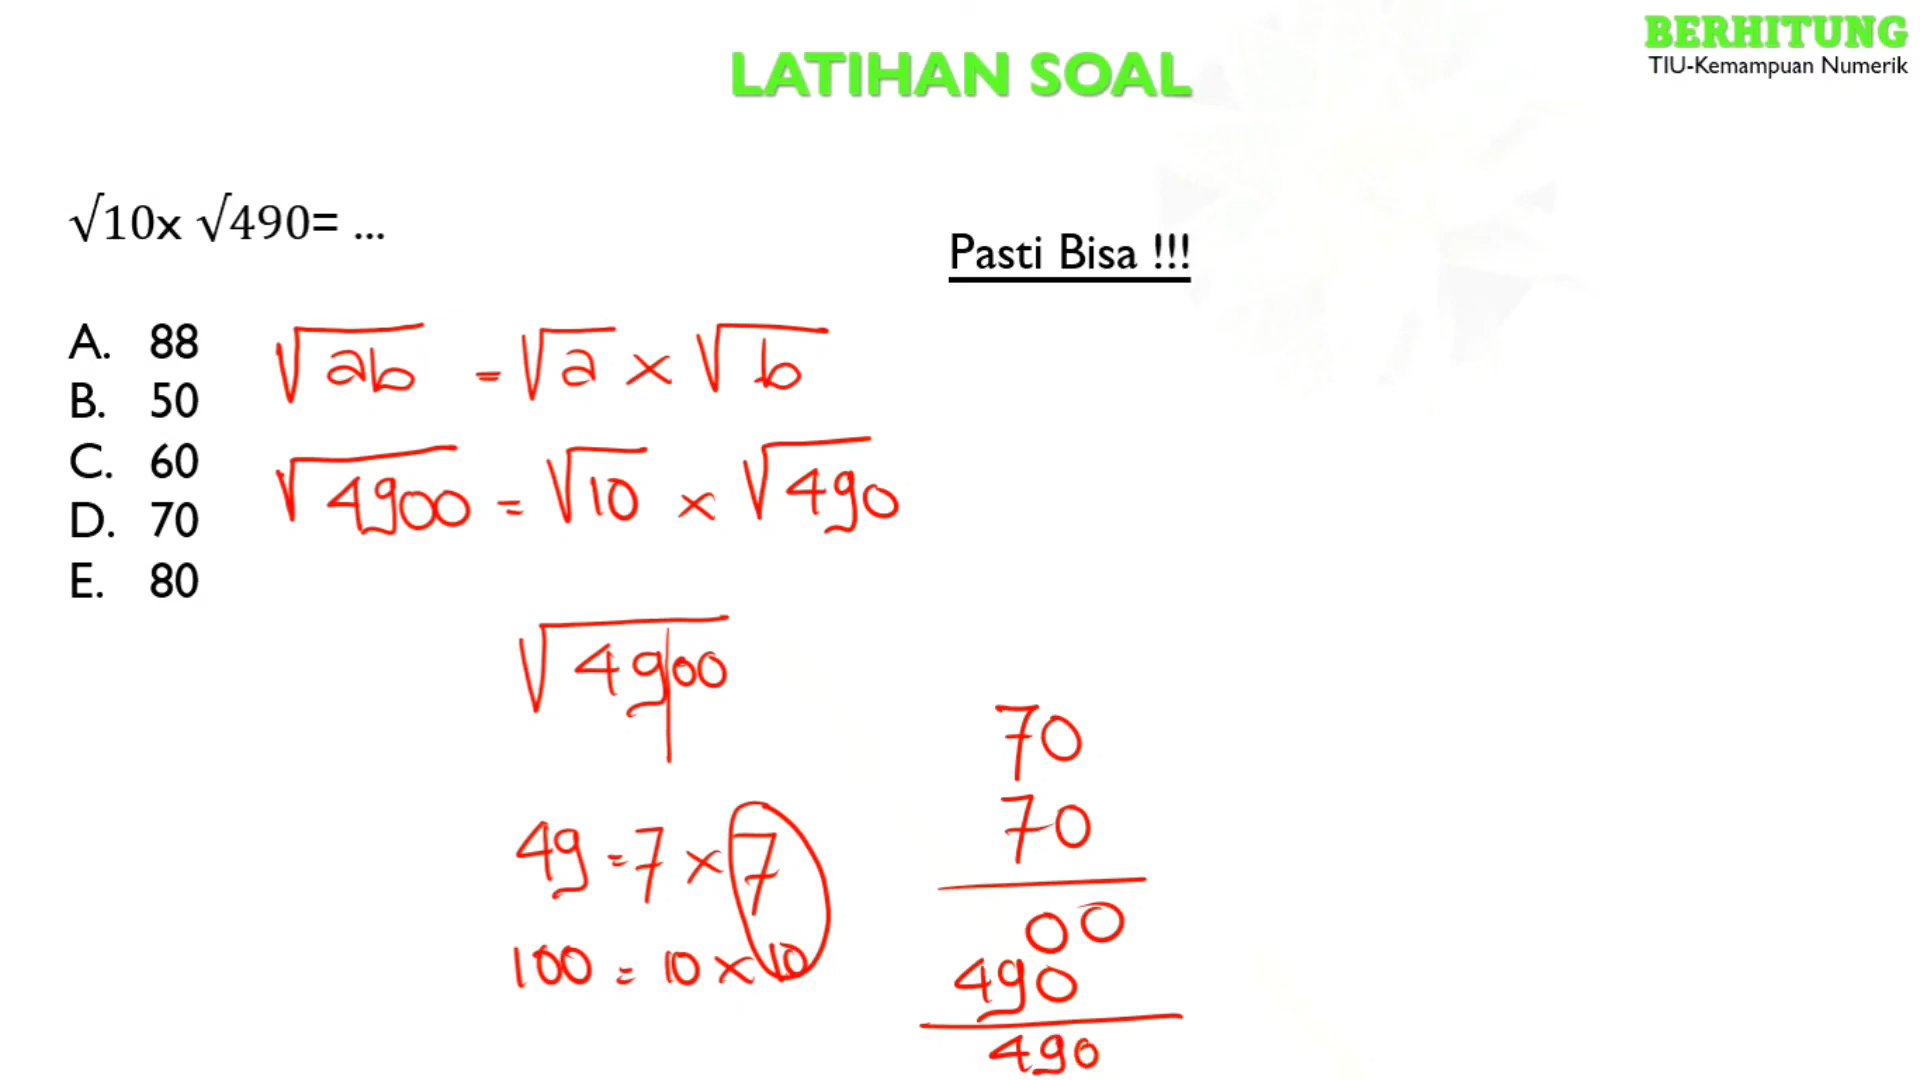 BERHITUNG
TIU-Kemampuan Numerik
LATIHAN SOAL
√10x √490= ...
Pasti Bisa !!!
A. 88
B. 50
C. 60
D. 70
E. 80
√ab = √a × √b
√4900 = √10 × √490
√4900
49 = 7 × 7
100 = 10 × 10
70
70
00
490
490